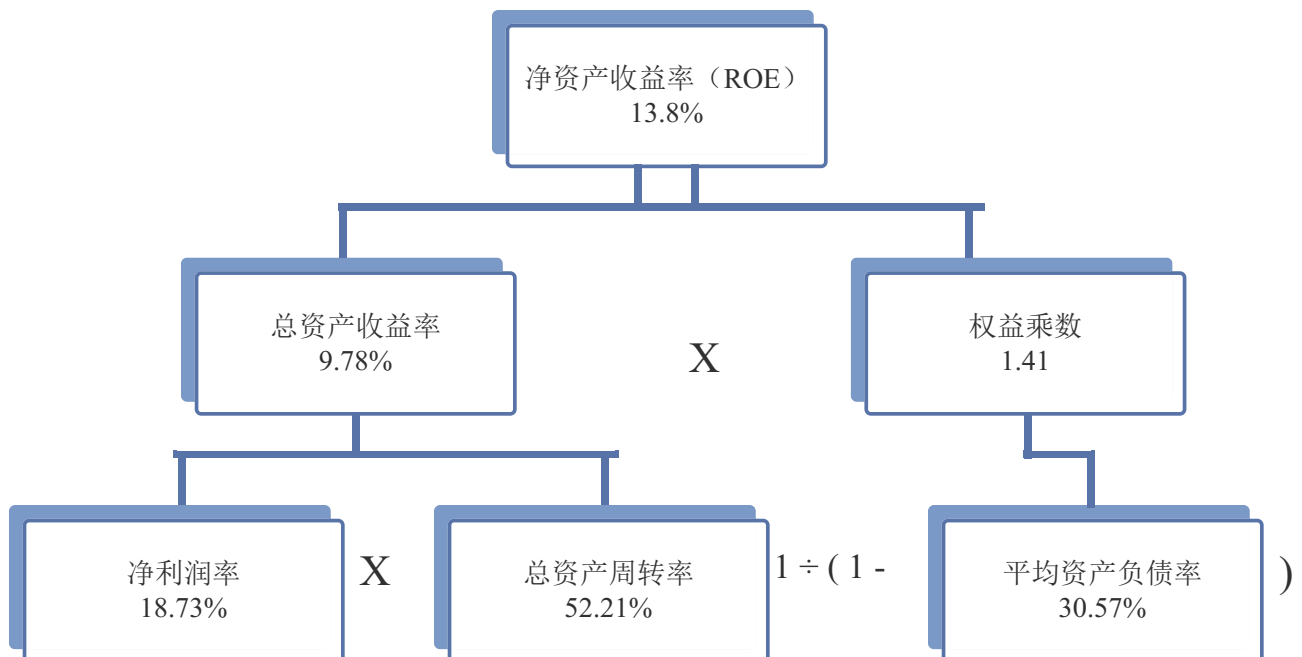 净资产收益率（ROE）
13.8%
总资产收益率
9.78%
X
权益乘数
1.41
净利润率
18.73%
X
总资产周转率
52.21%
1 ÷ ( 1 -
平均资产负债率
30.57%
)